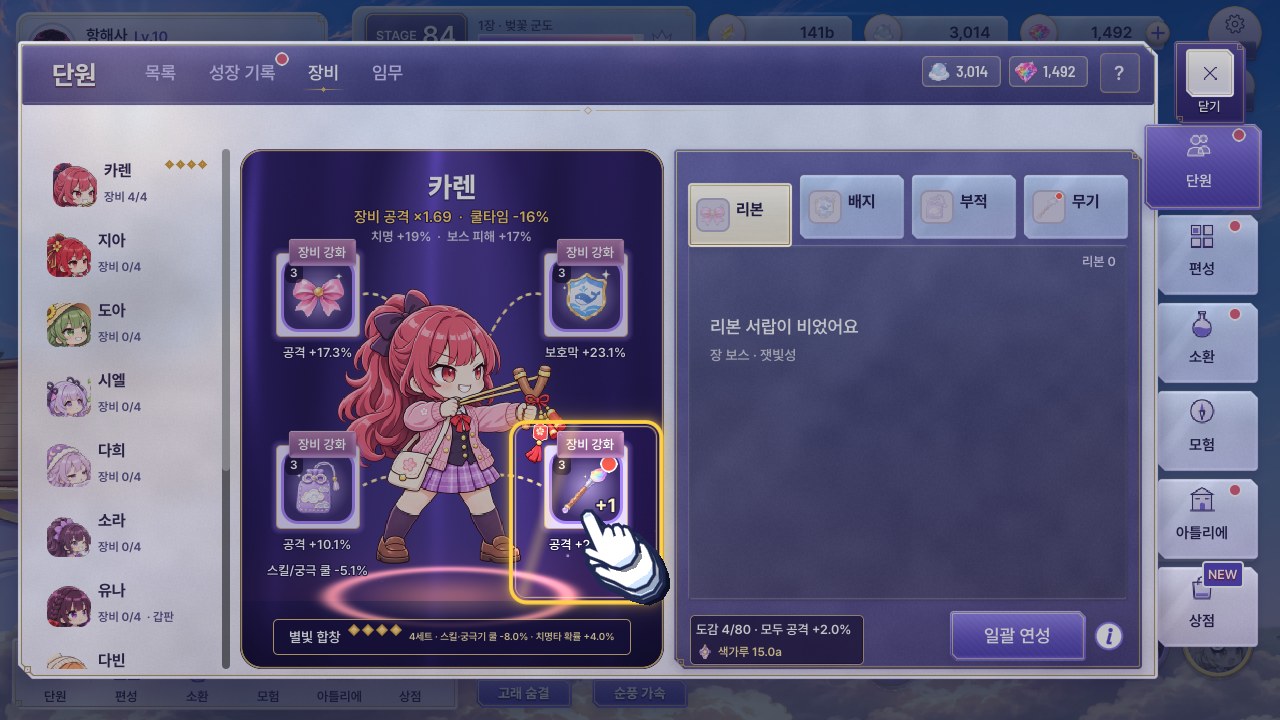 항해사 Lv.10
STAGE 84
1장 · 벚꽃 군도
141b
3,014
1,492
단원
목록
성장 기록
장비
임무
3,014
1,492
?
닫기
카렌
장비 4/4
지아
장비 0/4
도아
장비 0/4
시엘
장비 0/4
다희
장비 0/4
소라
장비 0/4
유나
장비 0/4 · 갑판
다빈
카렌
장비 공격 ×1.69 · 쿨타임 -16%
치명 +19% · 보스 피해 +17%
장비 강화
3
공격 +17.3%
장비 강화
3
보호막 +23.1%
장비 강화
3
공격 +10.1%
스킬/궁극 쿨 -5.1%
장비 강화
3
+1
공격 +2
별빛 합창
4세트 · 스킬·궁극기 쿨 -8.0% · 치명타 확률 +4.0%
리본
배지
부적
무기
리본 0
리본 서랍이 비었어요
장 보스 · 잿빛성
도감 4/80 · 모두 공격 +2.0%
색가루 15.0a
일괄 연성
i
단원
편성
소환
모험
아틀리에
NEW
상점
단원
편성
소환
모험
아틀리에
상점
고래 숨결
순풍 가속